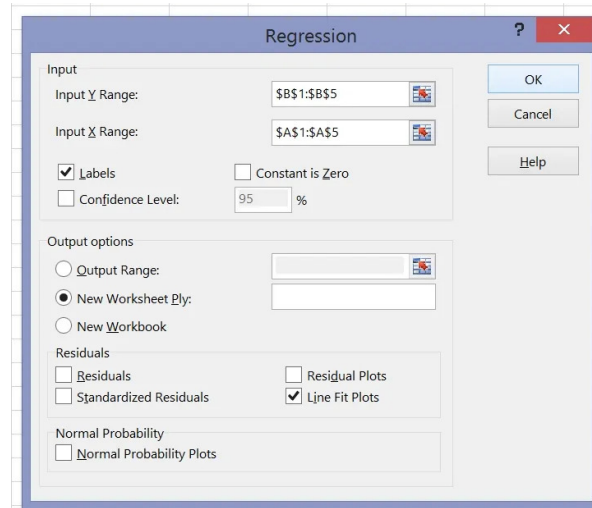 Regression
?
Input
Input Y Range:
$B$1:$B$5
OK
Input X Range:
$A$1:$A$5
Cancel
Labels
Constant is Zero
Help
Confidence Level:
95
%
Output options
Output Range:
New Worksheet Ply:
New Workbook
Residuals
Residuals
Residual Plots
Standardized Residuals
Line Fit Plots
Normal Probability
Normal Probability Plots